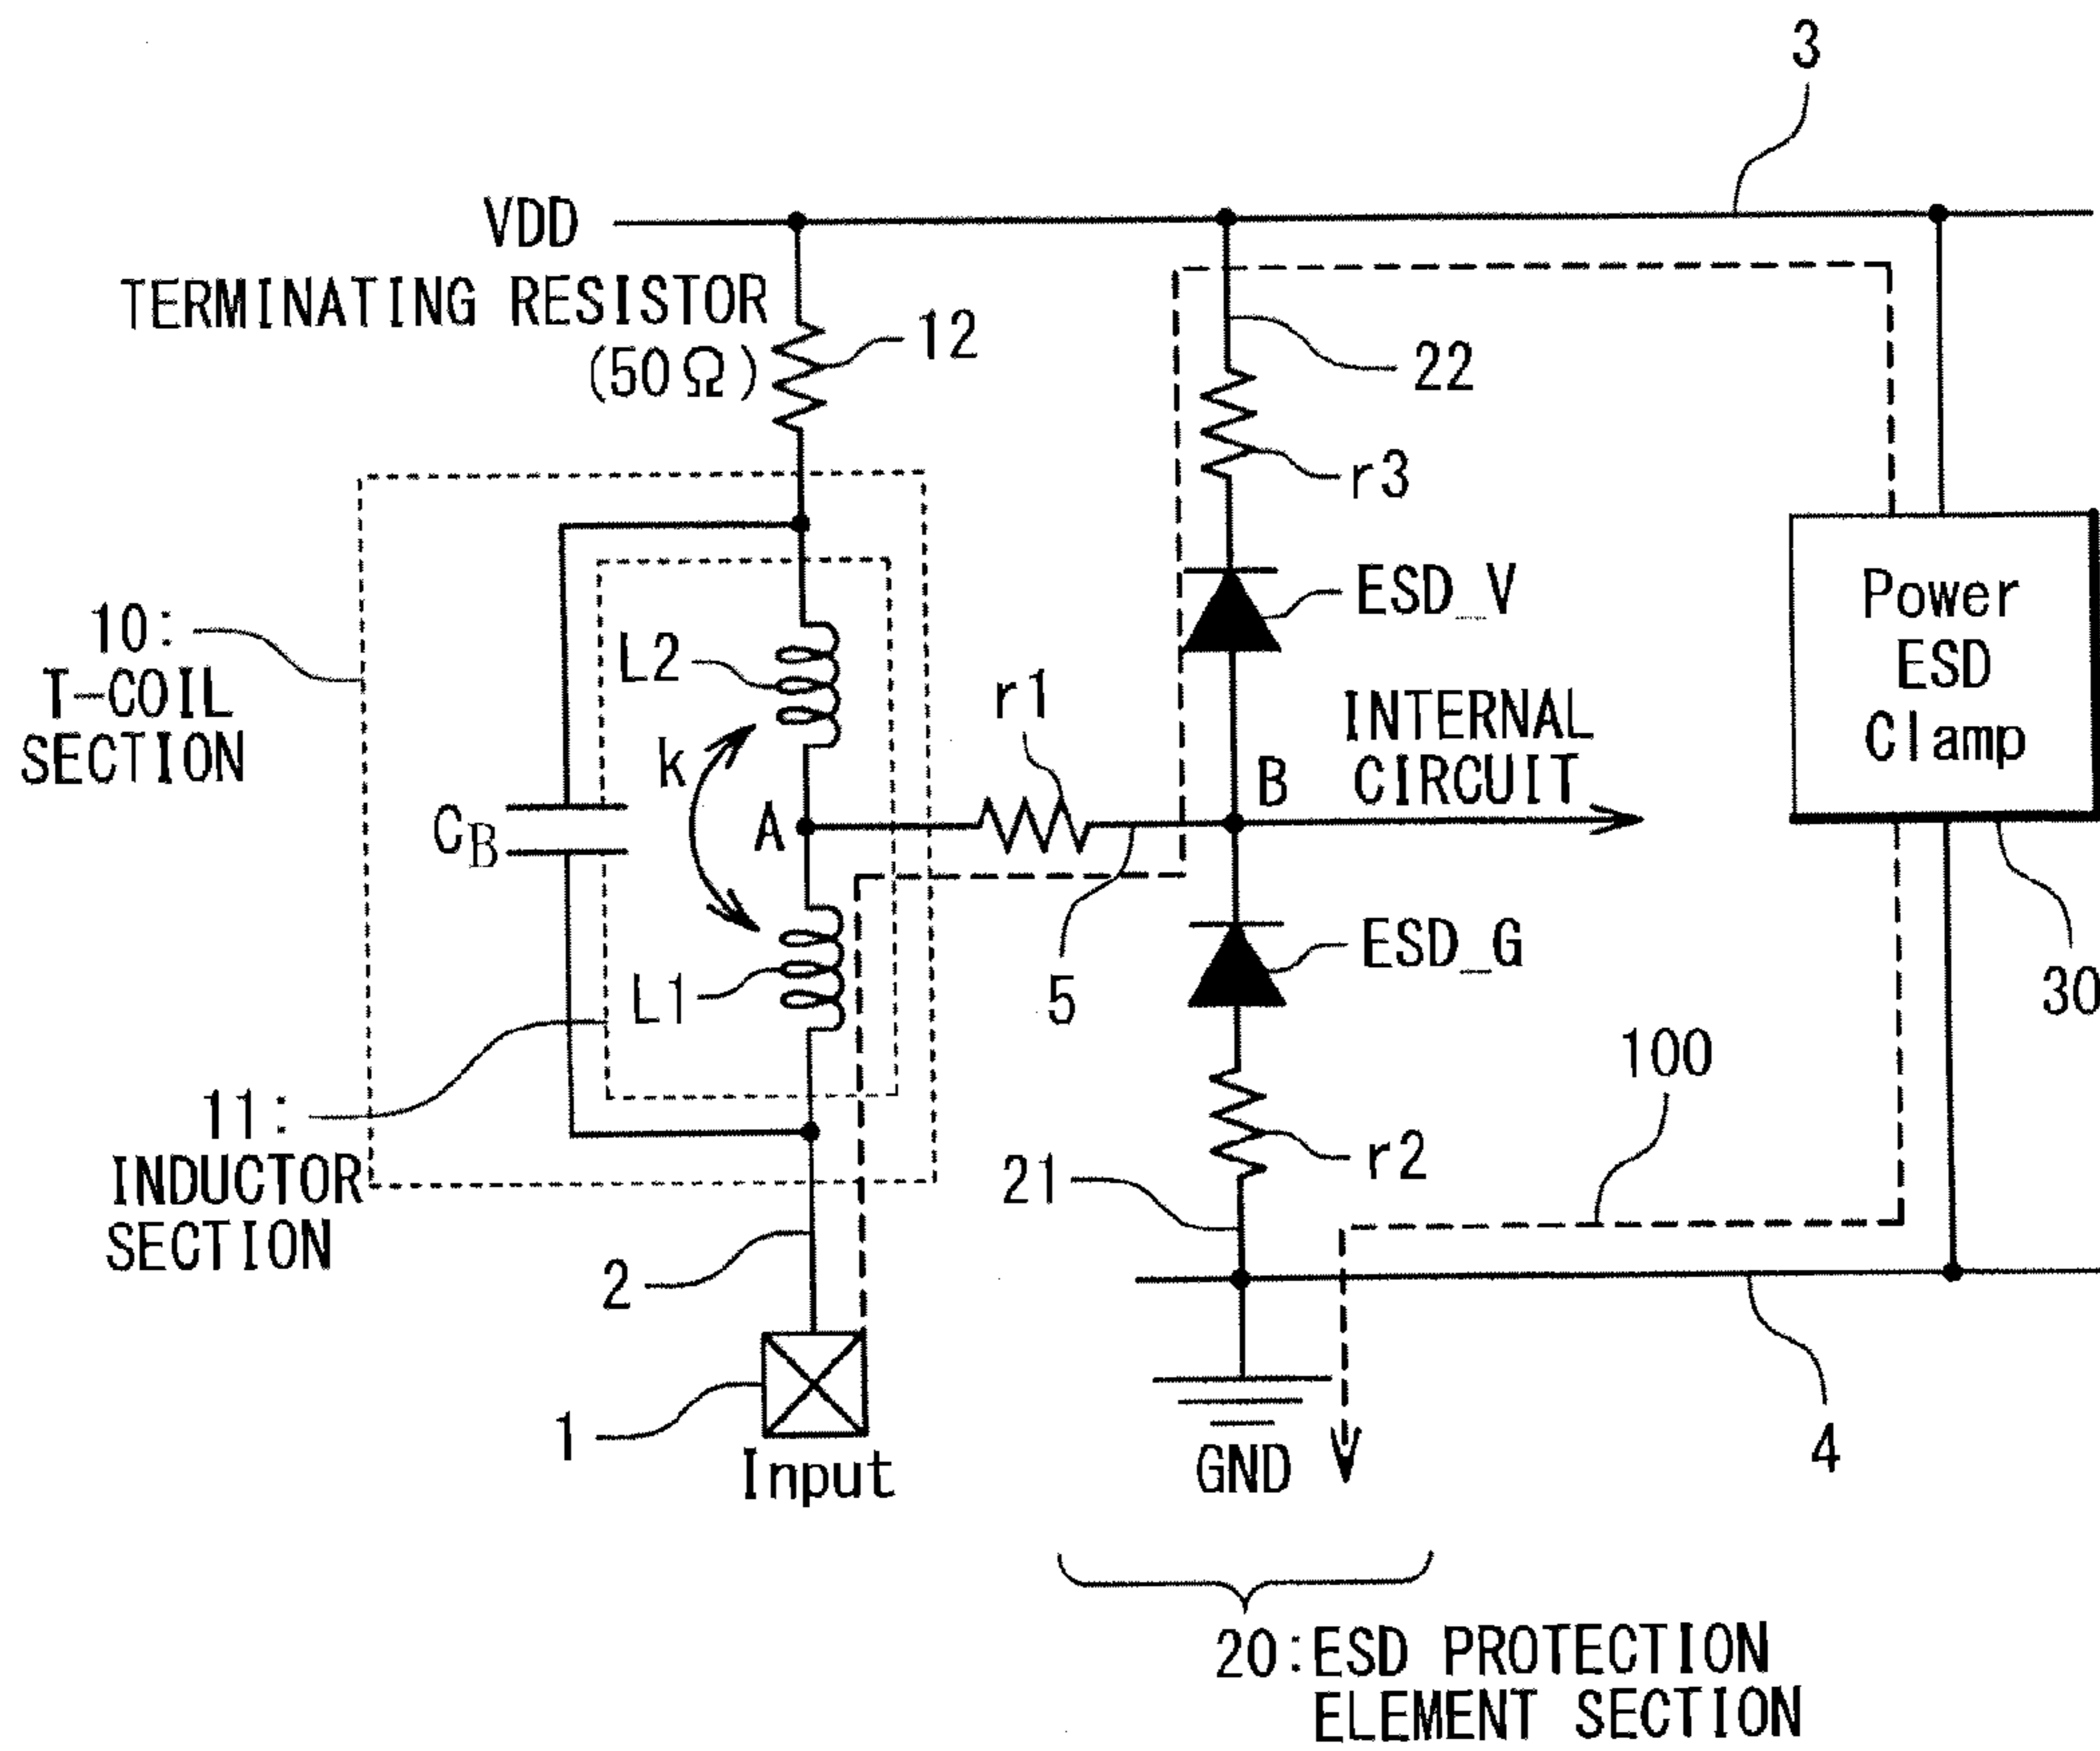 3
VDD
TERMINATING RESISTOR
(50Ω)
12
22
r3
10:
T-COIL
SECTION
L2
k
CB
A
r1
ESD_V
INTERNAL
CIRCUIT
B
Power
ESD
Clamp
L1
5
ESD_G
30
11:
INDUCTOR
SECTION
100
r2
21
2
1
Input
GND
4
20:ESD PROTECTION
ELEMENT SECTION